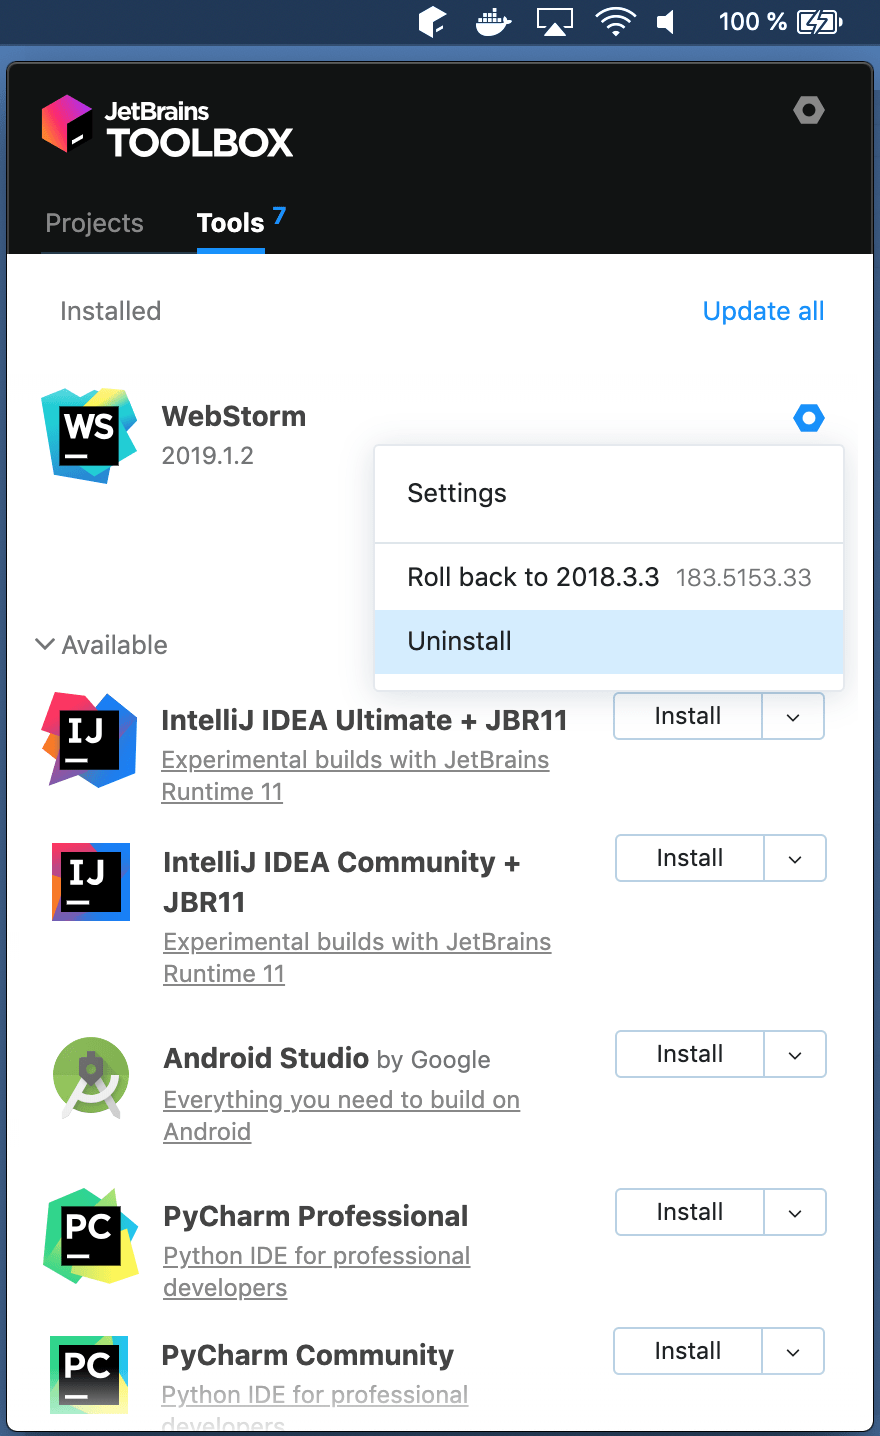 100 %
JetBrains
TOOLBOX
Projects
Tools 7
Installed
Update all
WS
WebStorm
2019.1.2
Settings
Roll back to 2018.3.3 183.5153.33
Uninstall
Available
IJ
IntelliJ IDEA Ultimate + JBR11
Experimental builds with JetBrains
Runtime 11
Install
IJ
IntelliJ IDEA Community +
JBR11
Experimental builds with JetBrains
Runtime 11
Install
Android Studio by Google
Everything you need to build on
Android
Install
PC
PyCharm Professional
Python IDE for professional
developers
Install
PC
PyCharm Community
Python IDE for professional
developers
Install